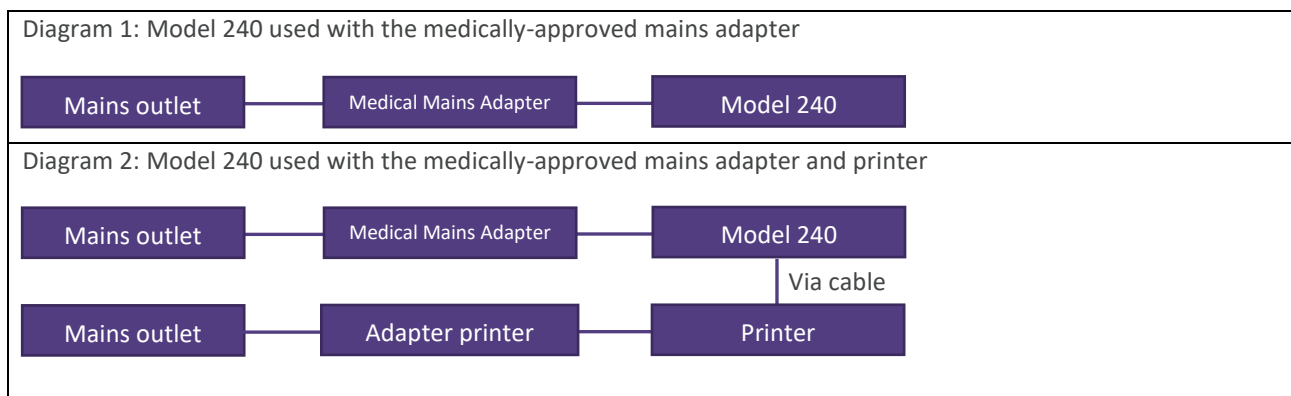 Diagram 1: Model 240 used with the medically-approved mains adapter
Mains outlet Medical Mains Adapter Model 240
Diagram 2: Model 240 used with the medically-approved mains adapter and printer
Mains outlet Medical Mains Adapter Model 240
Via cable
Mains outlet Adapter printer Printer